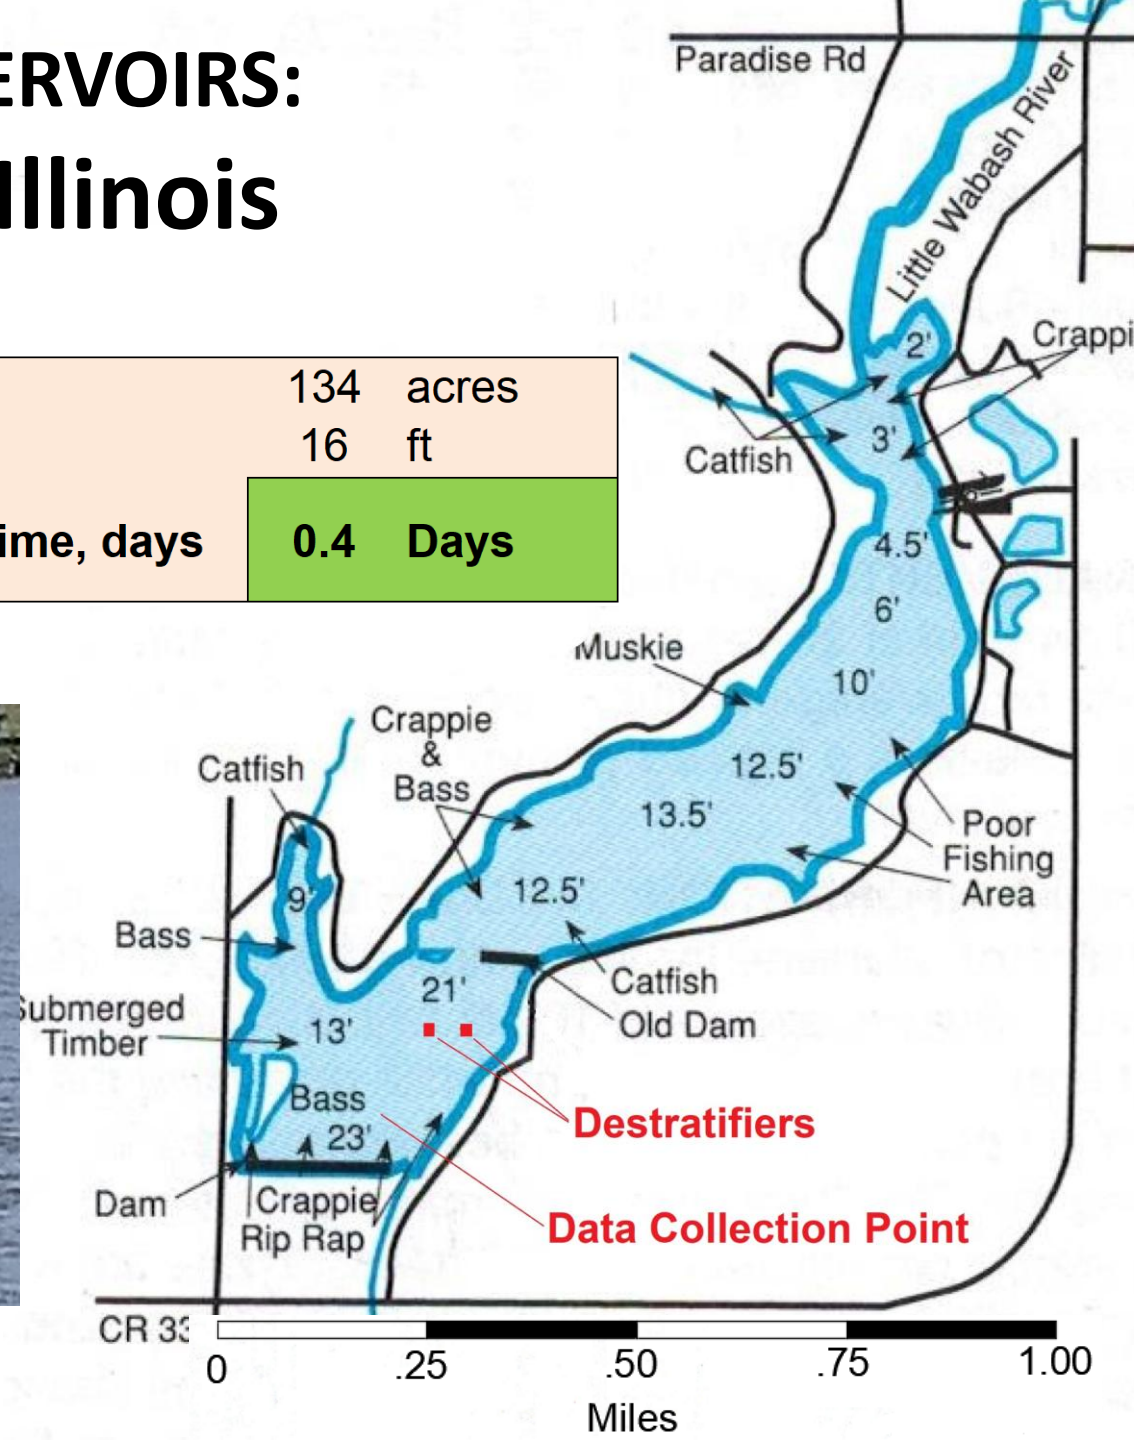 ERVOIRS:
Illinois
134 acres
16 ft
ime, days 0.4 Days
Paradise Rd
Little Wabash River
2'
Crappi
3'
Catfish
4.5'
6'
Muskie
10'
Crappie
&
Bass
Catfish
12.5'
13.5'
Poor
Fishing
Area
12.5'
9'
Bass
21'
Catfish
Old Dam
Submerged
Timber
13'
Bass
23'
Destratifiers
Dam
Crappie
Rip Rap
Data Collection Point
CR 33
0 .25 .50 .75 1.00
Miles